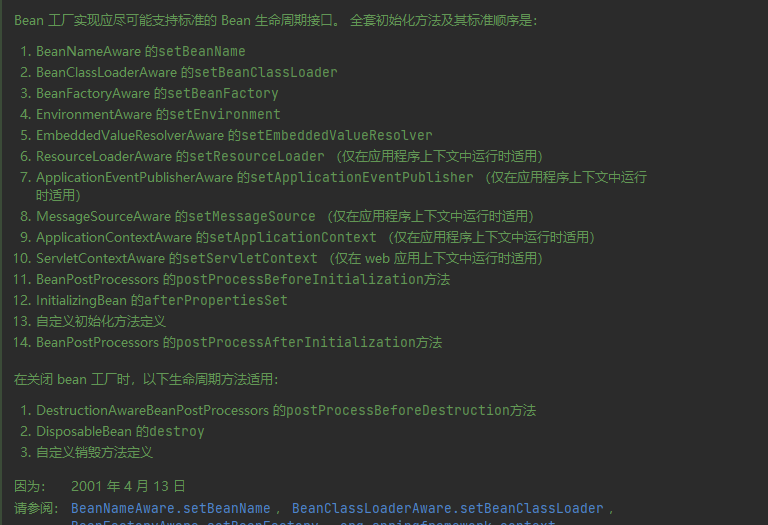 Bean 工厂实现应尽可能支持标准的 Bean 生命周期接口。 全套初始化方法及其标准顺序是：
1. BeanNameAware 的setBeanName
2. BeanClassLoaderAware 的setBeanClassLoader
3. BeanFactoryAware 的setBeanFactory
4. EnvironmentAware 的setEnvironment
5. EmbeddedValueResolverAware 的setEmbeddedValueResolver
6. ResourceLoaderAware 的setResourceLoader （仅在应用程序上下文中运行时适用）
7. ApplicationEventPublisherAware 的setApplicationEventPublisher （仅在应用程序上下文中运行
时适用）
8. MessageSourceAware 的setMessageSource （仅在应用程序上下文中运行时适用）
9. ApplicationContextAware 的setApplicationContext （仅在应用程序上下文中运行时适用）
10. ServletContextAware 的setServletContext （仅在 web 应用上下文中运行时适用）
11. BeanPostProcessors 的postProcessBeforeInitialization方法
12. InitializingBean 的afterPropertiesSet
13. 自定义初始化方法定义
14. BeanPostProcessors 的postProcessAfterInitialization方法
在关闭 bean 工厂时，以下生命周期方法适用：
1. DestructionAwareBeanPostProcessors 的postProcessBeforeDestruction方法
2. DisposableBean 的destroy
3. 自定义销毁方法定义
因为： 2001 年 4 月 13 日
请参阅： BeanNameAware.setBeanName ， BeanClassLoaderAware.setBeanClassLoader ，
BeanFactoryAware.setBeanFactory ， org.springframework.context